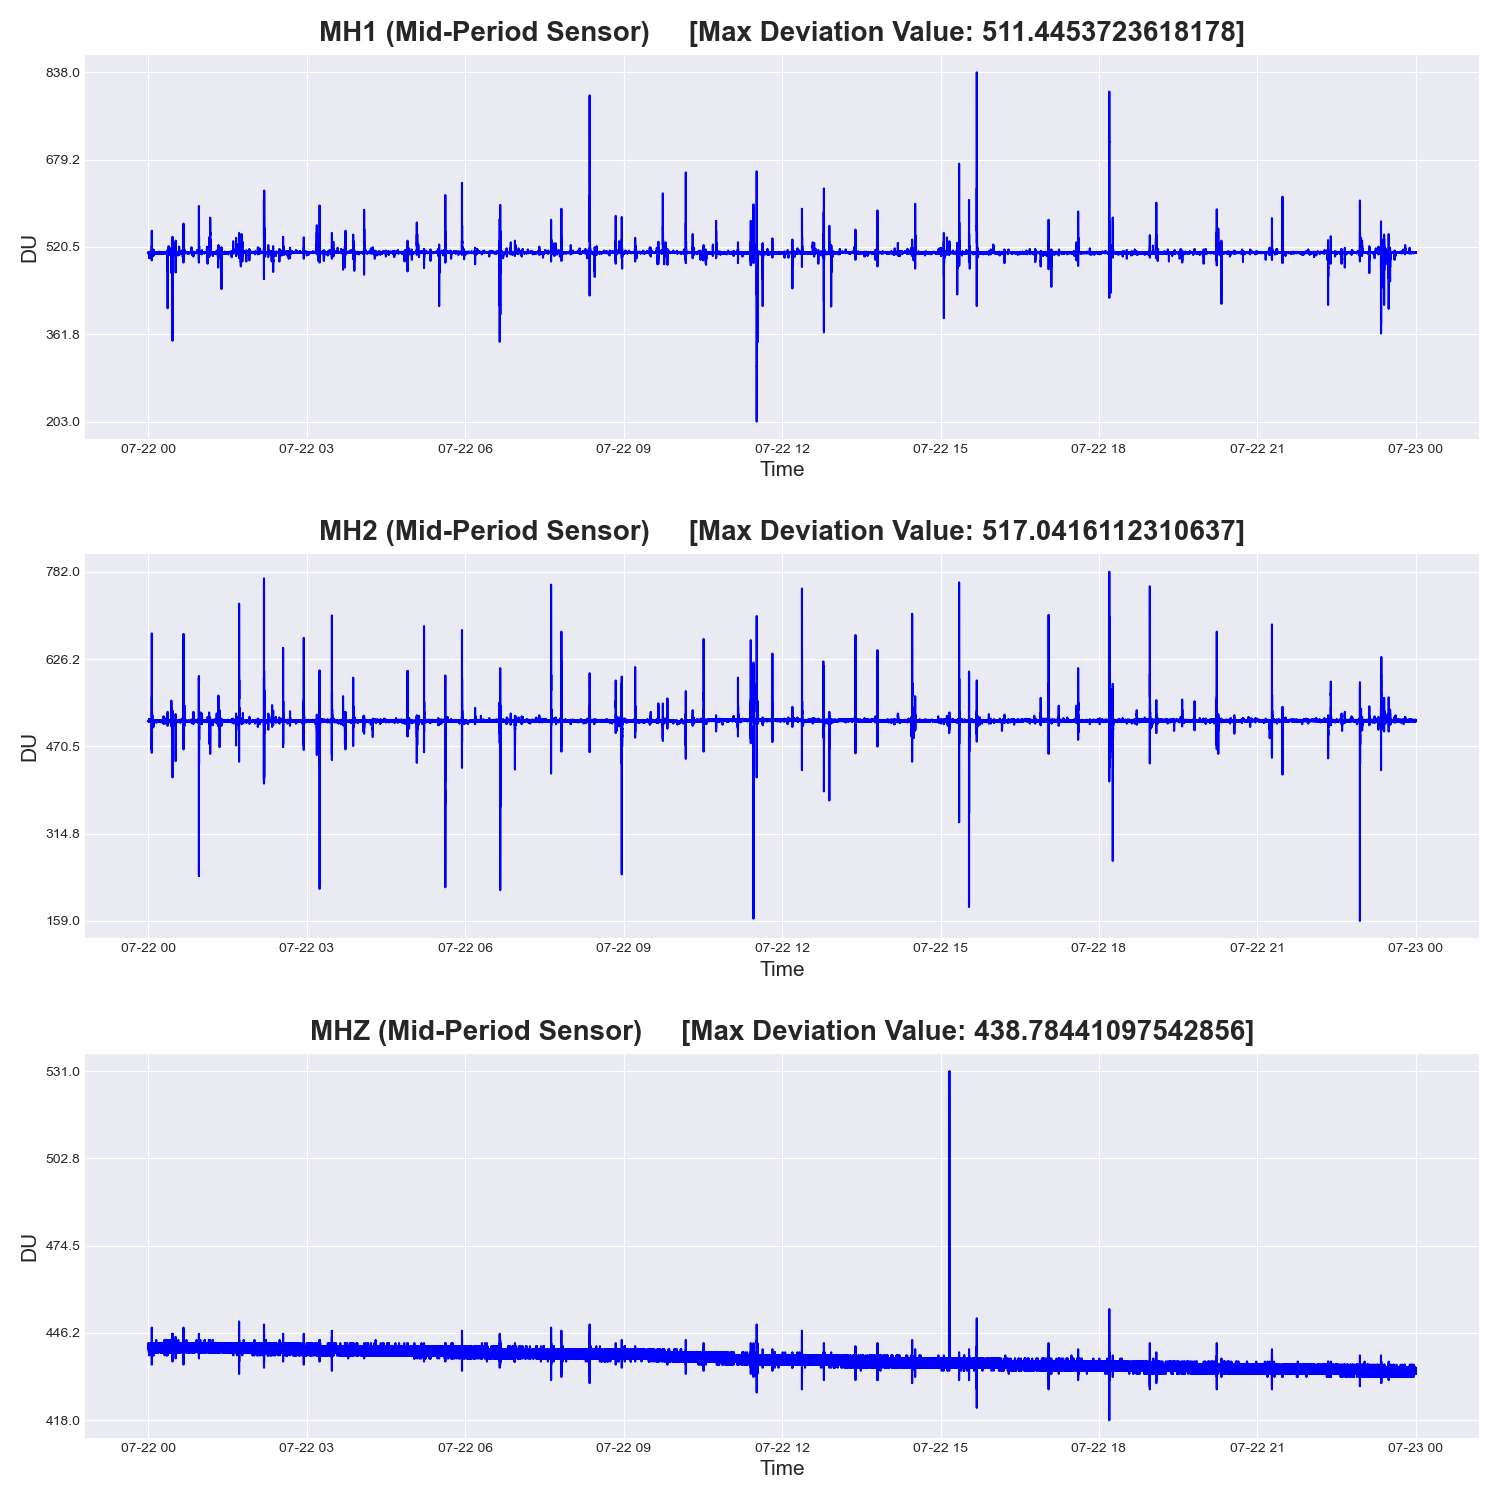 MH1 (Mid-Period Sensor) [Max Deviation Value: 511.4453723618178]
838.0
679.2
520.5
361.8
203.0
DU
07-22 00 07-22 03 07-22 06 07-22 09 07-22 12 07-22 15 07-22 18 07-22 21 07-23 00
Time
MH2 (Mid-Period Sensor) [Max Deviation Value: 517.0416112310637]
782.0
626.2
470.5
314.8
159.0
DU
07-22 00 07-22 03 07-22 06 07-22 09 07-22 12 07-22 15 07-22 18 07-22 21 07-23 00
Time
MHZ (Mid-Period Sensor) [Max Deviation Value: 438.78441097542856]
531.0
502.8
474.5
446.2
418.0
DU
07-22 00 07-22 03 07-22 06 07-22 09 07-22 12 07-22 15 07-22 18 07-22 21 07-23 00
Time